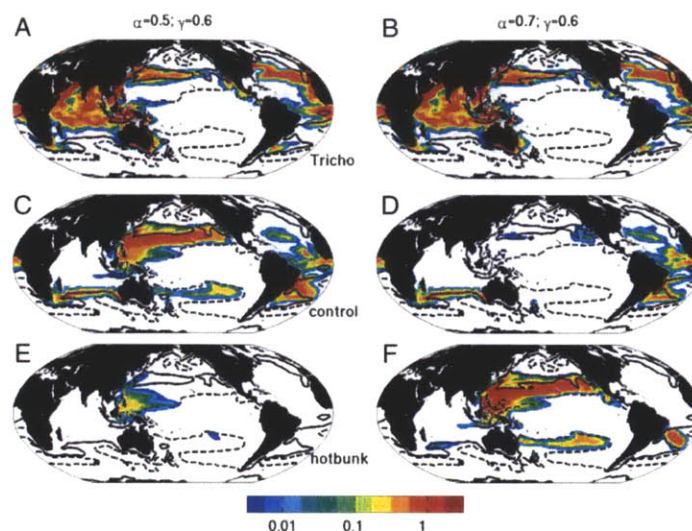 A
α=0.5; γ=0.6
B
α=0.7; γ=0.6
Tricho
C
D
control
E
F
hotbunk
0.01 0.1 1